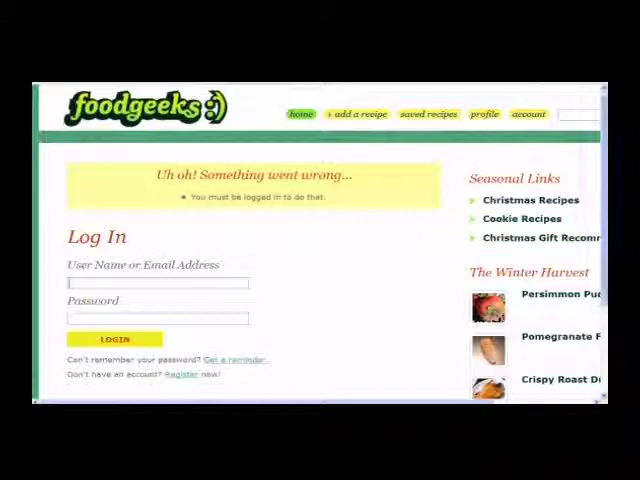 foodgeeks :)
home + add a recipe saved recipes profile account
Uh oh! Something went wrong...
You must be logged in to do that.
Log In
User Name or Email Address
Password
LOGIN
Can't remember your password? Get a reminder.
Don't have an account? Register now!
Seasonal Links
Christmas Recipes
Cookie Recipes
Christmas Gift Recom
The Winter Harvest
Persimmon Pu
Pomegranate F
Crispy Roast D